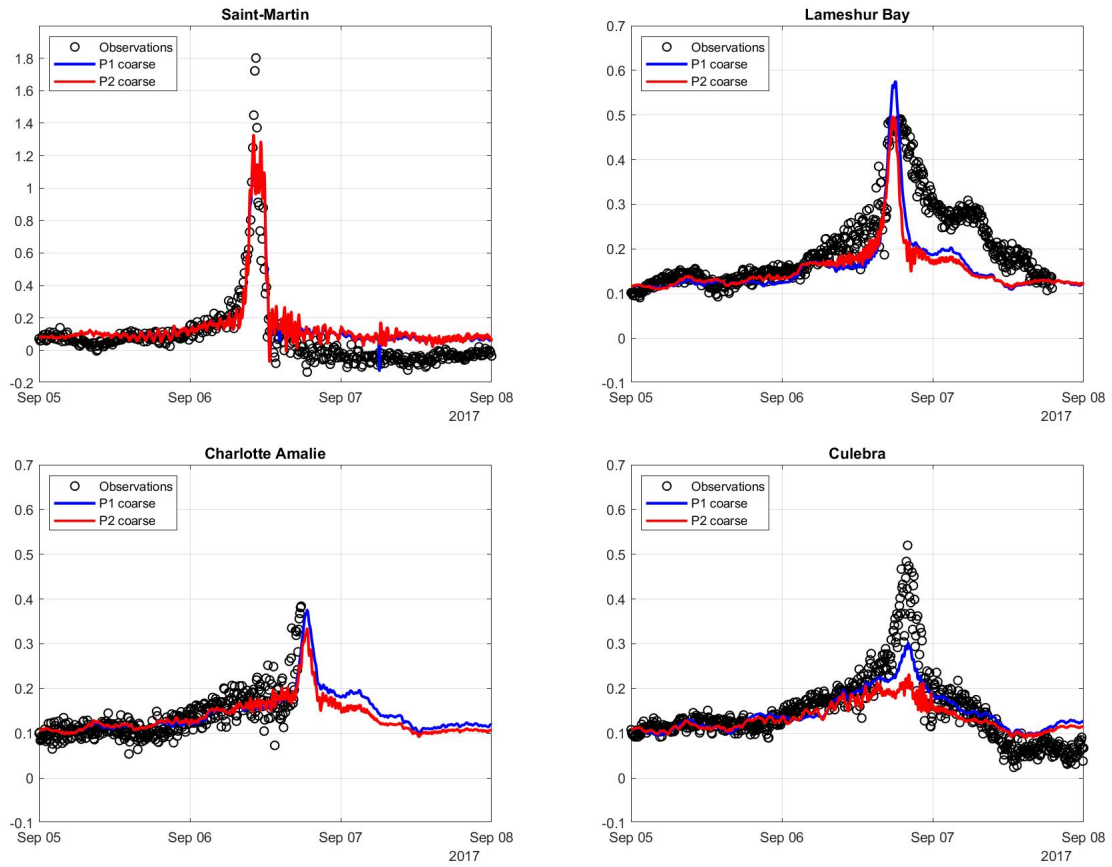 Saint-Martin
Observations
P1 coarse
P2 coarse
1.8
1.6
1.4
1.2
1
0.8
0.6
0.4
0.2
0
-0.2
Sep 05
Sep 06
Sep 07
Sep 08
2017
Lameshur Bay
Observations
P1 coarse
P2 coarse
0.7
0.6
0.5
0.4
0.3
0.2
0.1
0
-0.1
Sep 05
Sep 06
Sep 07
Sep 08
2017
Charlotte Amalie
Observations
P1 coarse
P2 coarse
0.7
0.6
0.5
0.4
0.3
0.2
0.1
0
-0.1
Sep 05
Sep 06
Sep 07
Sep 08
2017
Culebra
Observations
P1 coarse
P2 coarse
0.7
0.6
0.5
0.4
0.3
0.2
0.1
0
-0.1
Sep 05
Sep 06
Sep 07
Sep 08
2017